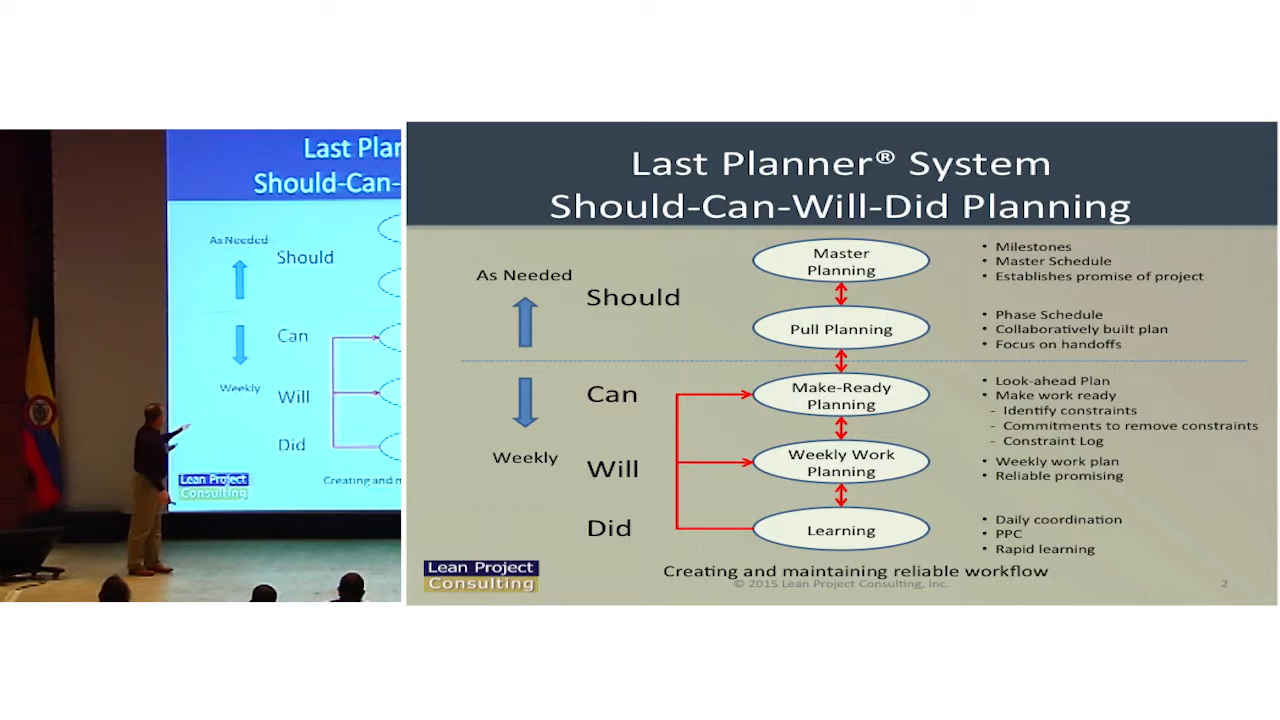 Last Plan
Should-Can-
As Needed
Should
Can
Weekly
Will
Did
Lean Project
Consulting
Creating and m
Last Planner® System
Should-Can-Will-Did Planning
As Needed
Should
Can
Weekly
Will
Did
Master
Planning
Pull Planning
Make-Ready
Planning
Weekly Work
Planning
Learning
• Milestones
• Master Schedule
• Establishes promise of project
• Phase Schedule
• Collaboratively built plan
• Focus on handoffs
• Look-ahead Plan
• Make work ready
- Identify constraints
- Commitments to remove constraints
- Constraint Log
• Weekly work plan
• Reliable promising
• Daily coordination
• PPC
• Rapid learning
Lean Project
Consulting
Creating and maintaining reliable workflow
© 2015 Lean Project Consulting, Inc.
2